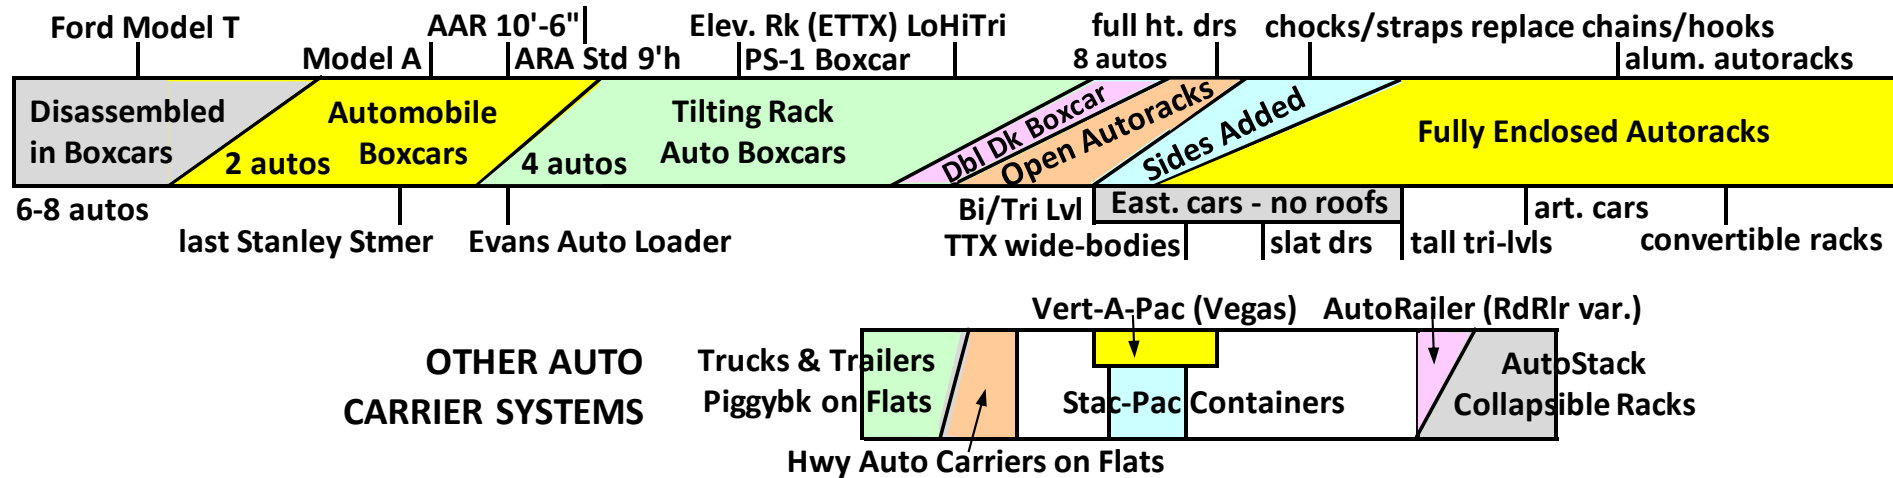 Ford Model T
AAR 10'-6"
Elev. Rk (ETTX) LoHiTri
full ht. drs
chocks/straps replace chains/hooks
Model A
ARA Std 9'h
PS-1 Boxcar
8 autos
alum. autoracks
Disassembled
in Boxcars
2 autos
Automobile
Boxcars
4 autos
Tilting Rack
Auto Boxcars
Dbl Dk Boxcar
Open Autoracks
Sides Added
Fully Enclosed Autoracks
6-8 autos
Bi/Tri Lvl
East. cars - no roofs
art. cars
last Stanley Stmer
Evans Auto Loader
TTX wide-bodies
slat drs
tall tri-lvls
convertible racks
Vert-A-Pac (Vegas)
AutoRailer (RdRlr var.)
OTHER AUTO
CARRIER SYSTEMS
Trucks & Trailers
Piggybk on Flats
Stac-Pac Containers
AutoStack
Collapsible Racks
Hwy Auto Carriers on Flats